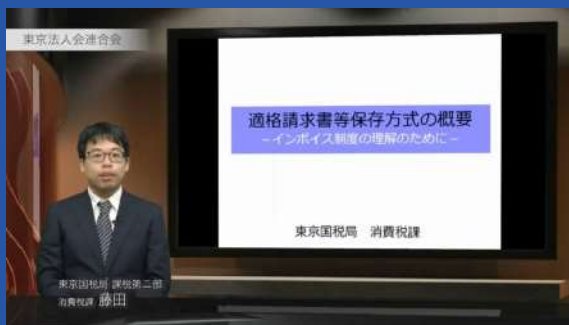 東京法人会連合会
適格請求書等保存方式の概要
－インボイス制度の理解のために－
東京国税局 消費税課
東京国税局 課税第二部
消費税課 藤田